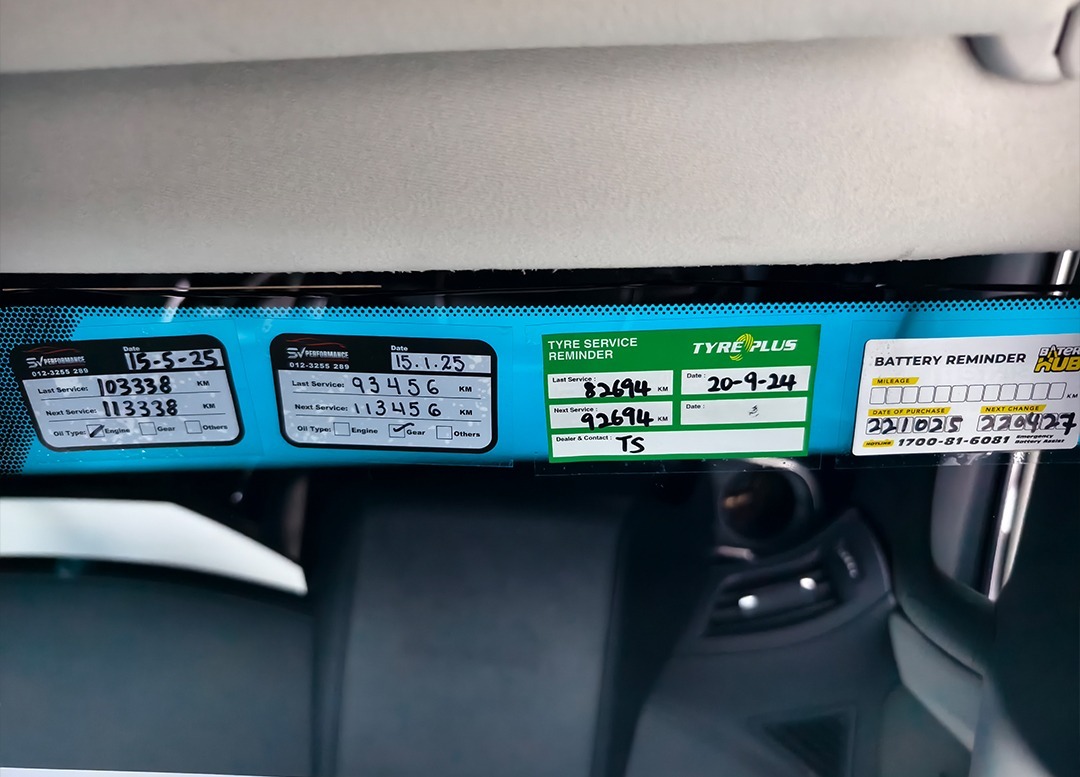 SV PERFORMANCE
012-3255 289
Date
15-5-25
Last Service: 103338 KM
Next Service: 113338 KM
Oil Type: Engine Gear Others
SV PERFORMANCE
012-3255 289
Date
15.1.25
Last Service: 93456 KM
Next Service: 113456 KM
Oil Type: Engine Gear Others
TYRE SERVICE
REMINDER
TYREPLUS
Last Service : 82694 KM
Date : 20-9-24
Next Service : 92694 KM
Date :
Dealer & Contact : TS
BATTERY REMINDER
HUB
MILEAGE
KM
DATE OF PURCHASE
NEXT CHANGE
221025
220427
HOTLINE 1700-81-6081 Emergency
Battery Assist